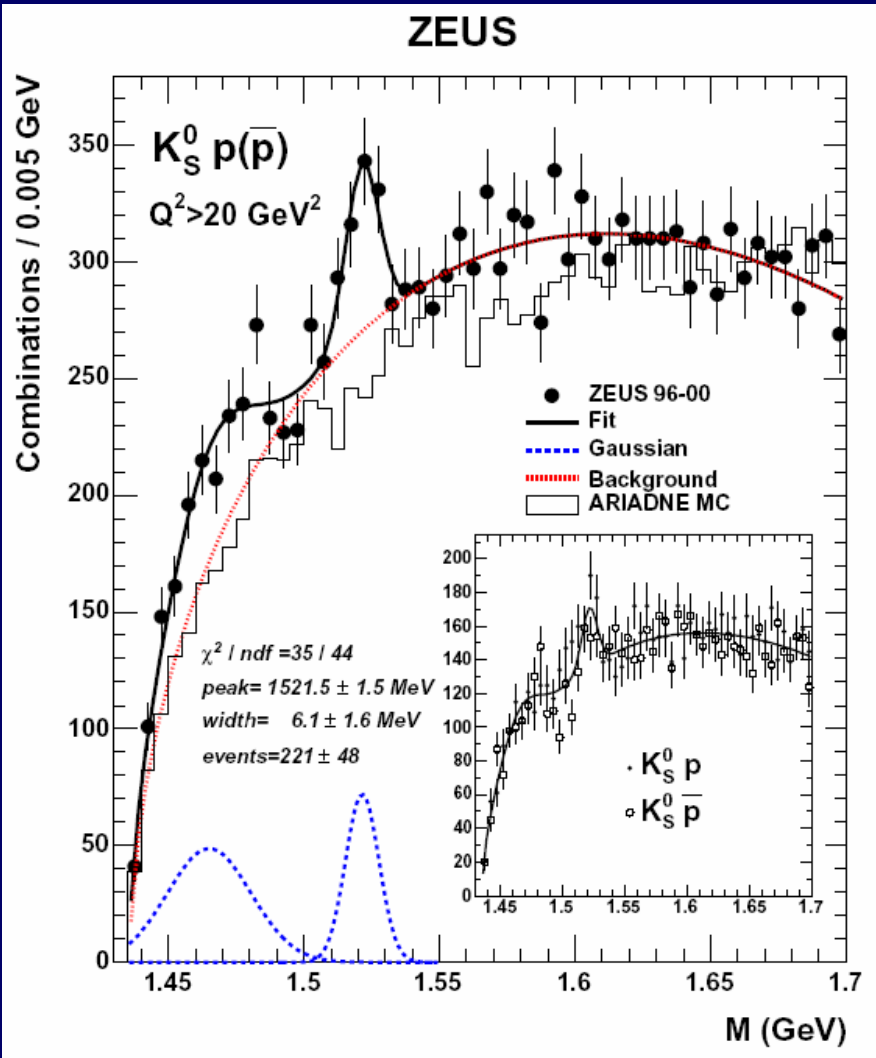 ZEUS
Combinations / 0.005 GeV
350
300
250
200
150
100
50
0
K⁰_S p(p̅)
Q²>20 GeV²
ZEUS 96-00
Fit
Gaussian
Background
ARIADNE MC
χ² / ndf =35 / 44
peak= 1521.5 ± 1.5 MeV
width= 6.1 ± 1.6 MeV
events=221 ± 48
200
180
160
140
120
100
80
60
40
20
0
K⁰_S p
K⁰_S p̅
1.45 1.5 1.55 1.6 1.65 1.7
1.45 1.5 1.55 1.6 1.65 1.7
M (GeV)